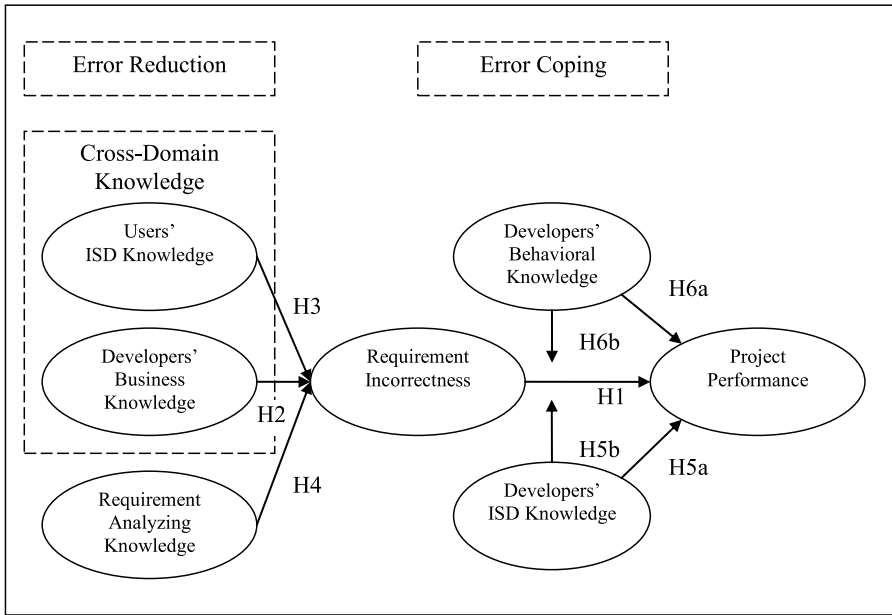 Error Reduction
Error Coping
Cross-Domain
Knowledge
Users’
ISD Knowledge
Developers’
Behavioral
Knowledge
H3
H6a
H6b
Developers’
Business
Knowledge
Requirement
Incorrectness
Project
Performance
H2
H1
H4
H5b
H5a
Requirement
Analyzing
Knowledge
Developers’
ISD Knowledge